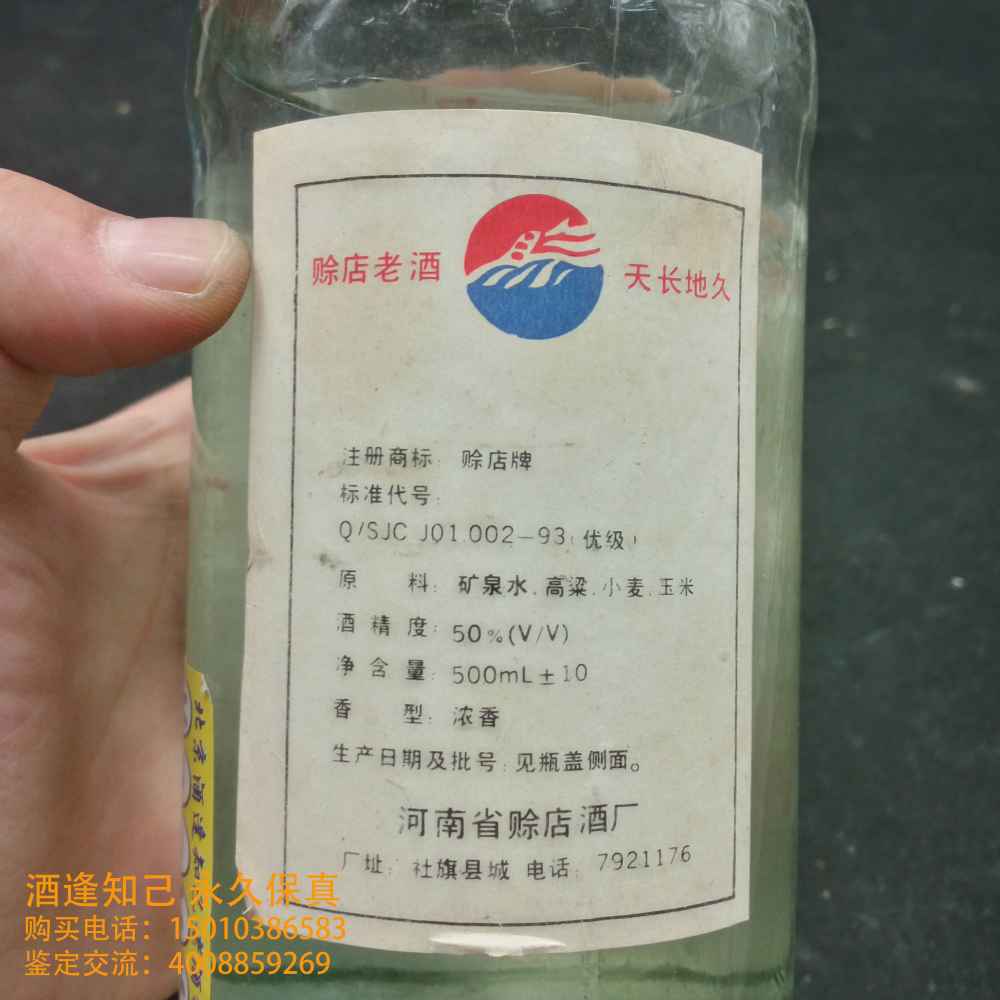 赊店老酒 天长地久
注册商标: 赊店牌
标准代号:
Q/SJC J01.002-93(优级)
原 料: 矿泉水.高粱.小麦.玉米
酒精度: 50%(V/V)
净含量: 500mL±10
香 型: 浓香
生产日期及批号:见瓶盖侧面。
河南省赊店酒厂
厂址: 社旗县城 电话: 7921176
北京酒逢知
酒逢知己 永久保真
购买电话：15010386583
鉴定交流：4008859269